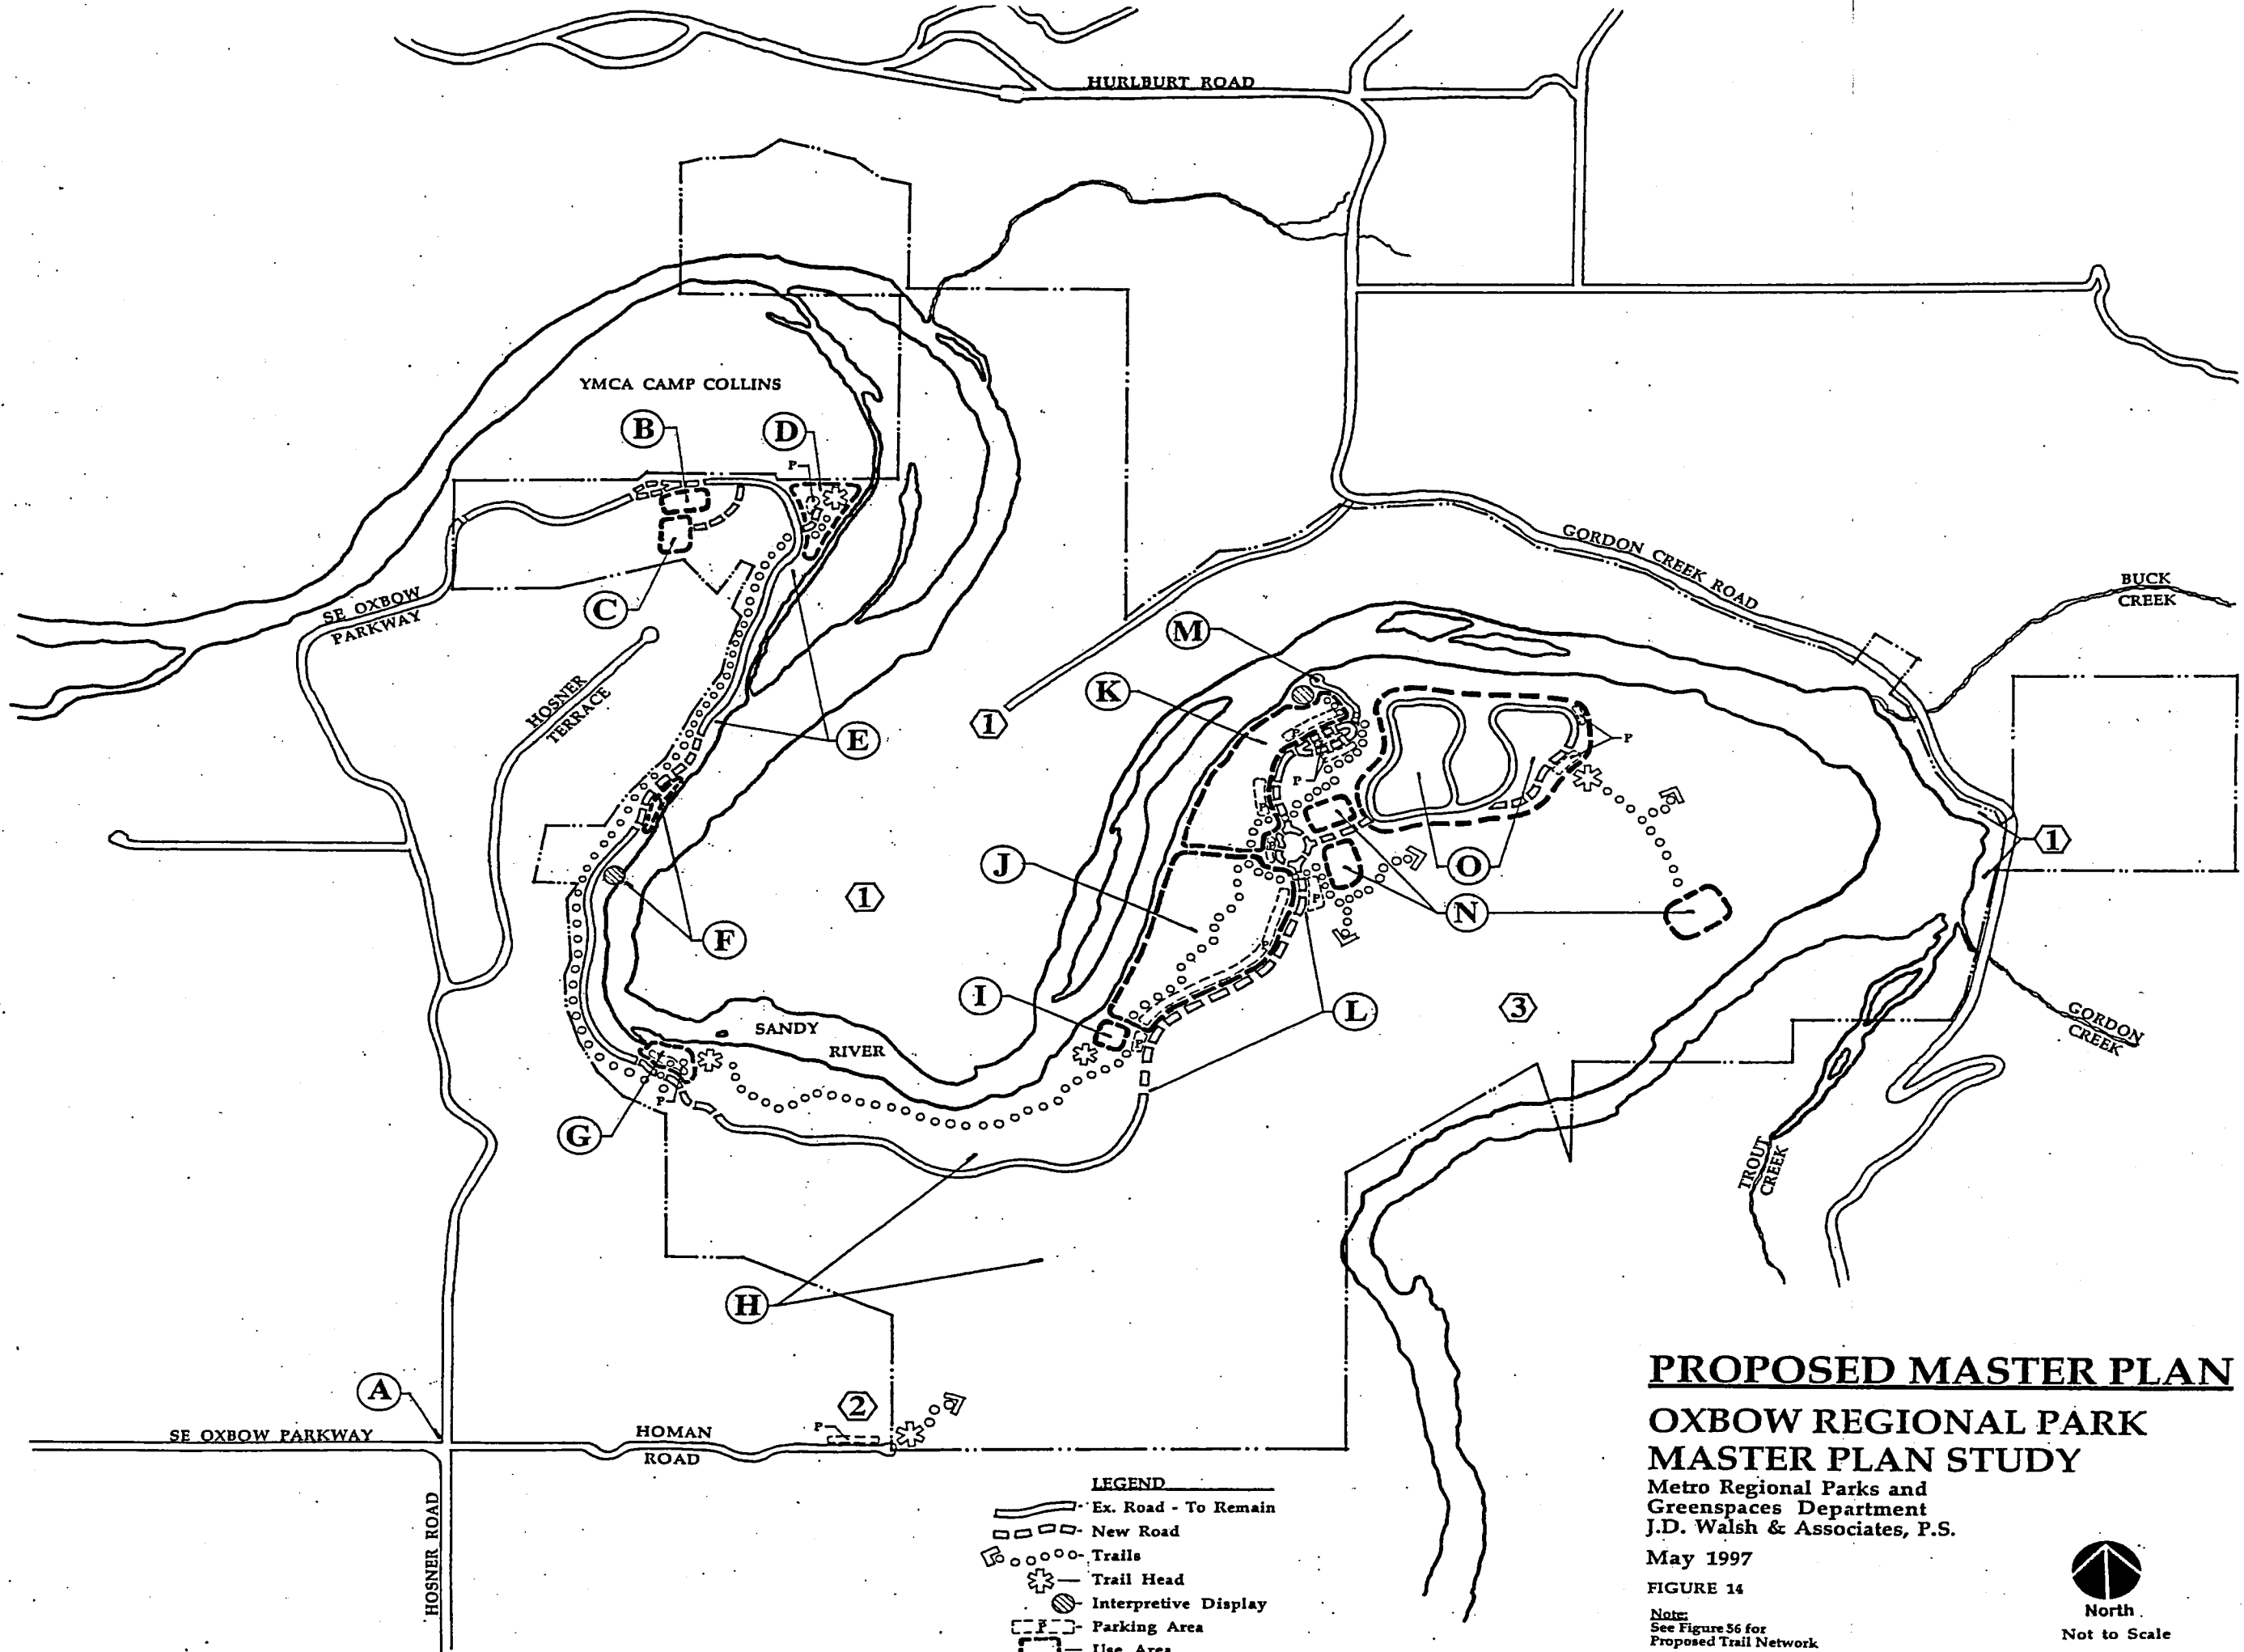 HURLBURT ROAD
YMCA CAMP COLLINS
B
D
P
C
SE OXBOW
PARKWAY
HOSNER
TERRACE
GORDON CREEK ROAD
BUCK
CREEK
M
K
1
E
P
P
P
P
J
O
1
N
1
F
P
P
I
L
3
SANDY
RIVER
P
GORDON
CREEK
G
P
TROUT
CREEK
H
A
2
P
SE OXBOW PARKWAY
HOMAN
ROAD
HOSNER ROAD
LEGEND
Ex. Road - To Remain
New Road
Trails
Trail Head
Interpretive Display
P
Parking Area
Use Area
PROPOSED MASTER PLAN
OXBOW REGIONAL PARK
MASTER PLAN STUDY
Metro Regional Parks and
Greenspaces Department
J.D. Walsh & Associates, P.S.
May 1997
FIGURE 14
Note:
See Figure 56 for
Proposed Trail Network
North
Not to Scale